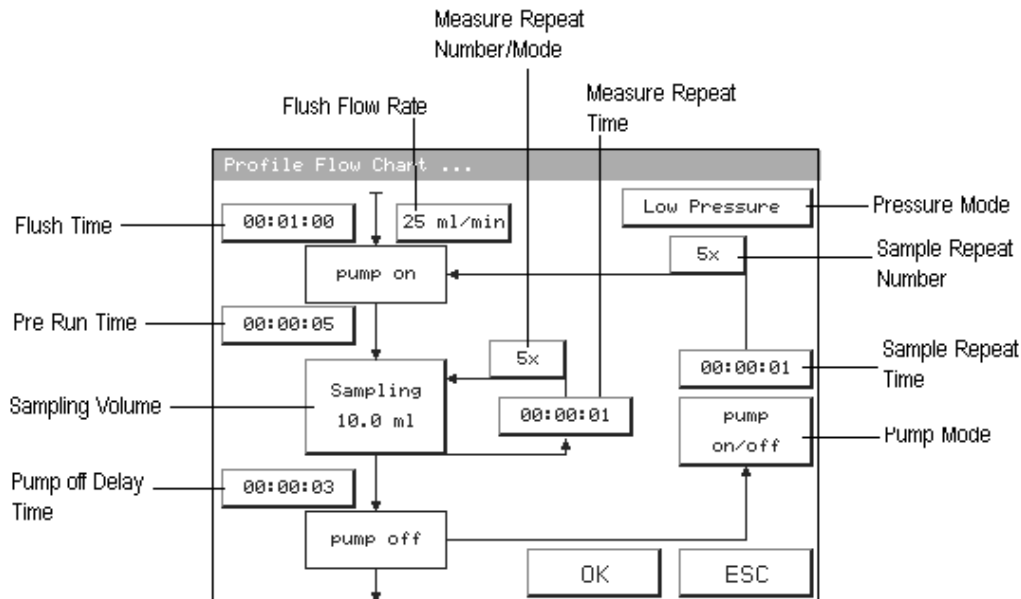 Measure Repeat
Number/Mode
Measure Repeat
Time
Flush Flow Rate
Profile Flow Chart ...
Flush Time
00:01:00
25 ml/min
Low Pressure
Pressure Mode
pump on
5x
Sample Repeat
Number
Pre Run Time
00:00:05
5x
00:00:01
Sample Repeat
Time
Sampling Volume
Sampling
10.0 ml
00:00:01
pump
on/off
Pump Mode
Pump off Delay
Time
00:00:03
pump off
OK
ESC